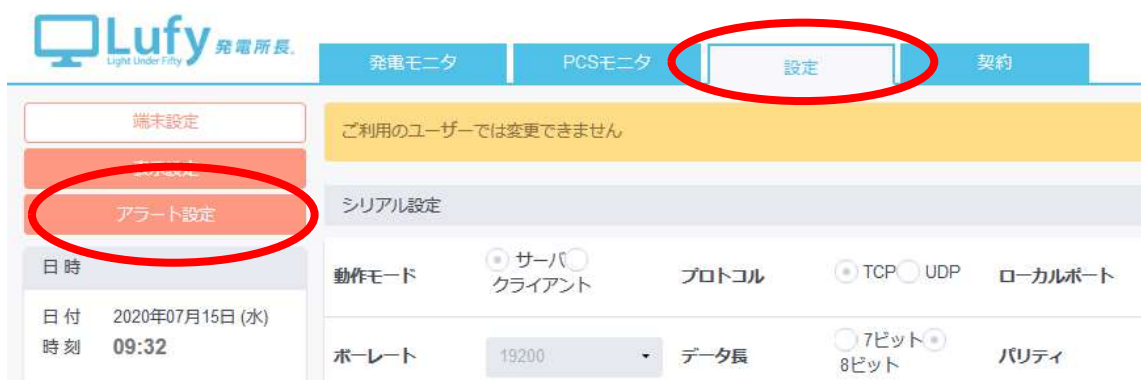 Lufy 発電所長.
Light Under Fifty
発電モニタ PCSモニタ 設定 契約
端末設定
ご利用のユーザーでは変更できません
表示設定
アラート設定
シリアル設定
日時
動作モード サーバ クライアント プロトコル TCP UDP ローカルポート
日付 2020年07月15日 (水)
時刻 09:32
ボーレート 19200 データ長 7ビット 8ビット パリティ